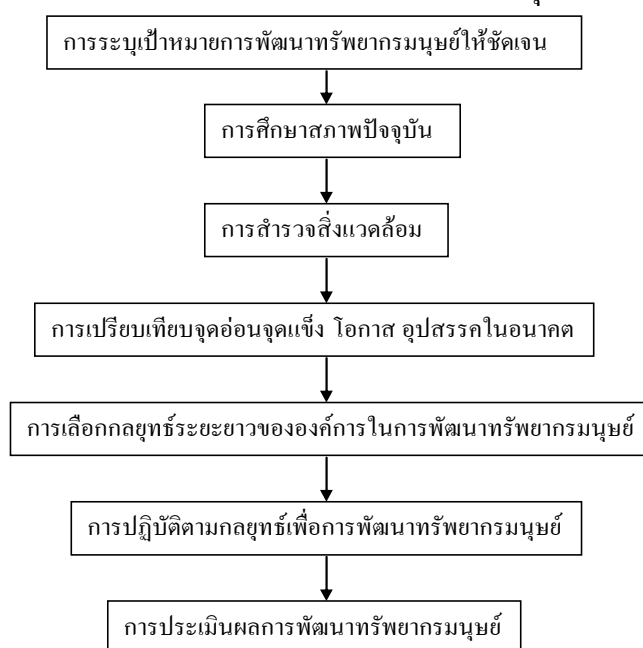 การระบุเป้าหมายการพัฒนาทรัพยากรมนุษย์ให้ชัดเจน
การศึกษาสภาพปัจจุบัน
การสำรวจสิ่งแวดล้อม
การเปรียบเทียบจุดอ่อนจุดแข็ง โอกาส อุปสรรคในอนาคต
การเลือกกลยุทธ์ระยะยาวขององค์การในการพัฒนาทรัพยากรมนุษย์
การปฏิบัติตามกลยุทธ์เพื่อการพัฒนาทรัพยากรมนุษย์
การประเมินผลการพัฒนาทรัพยากรมนุษย์